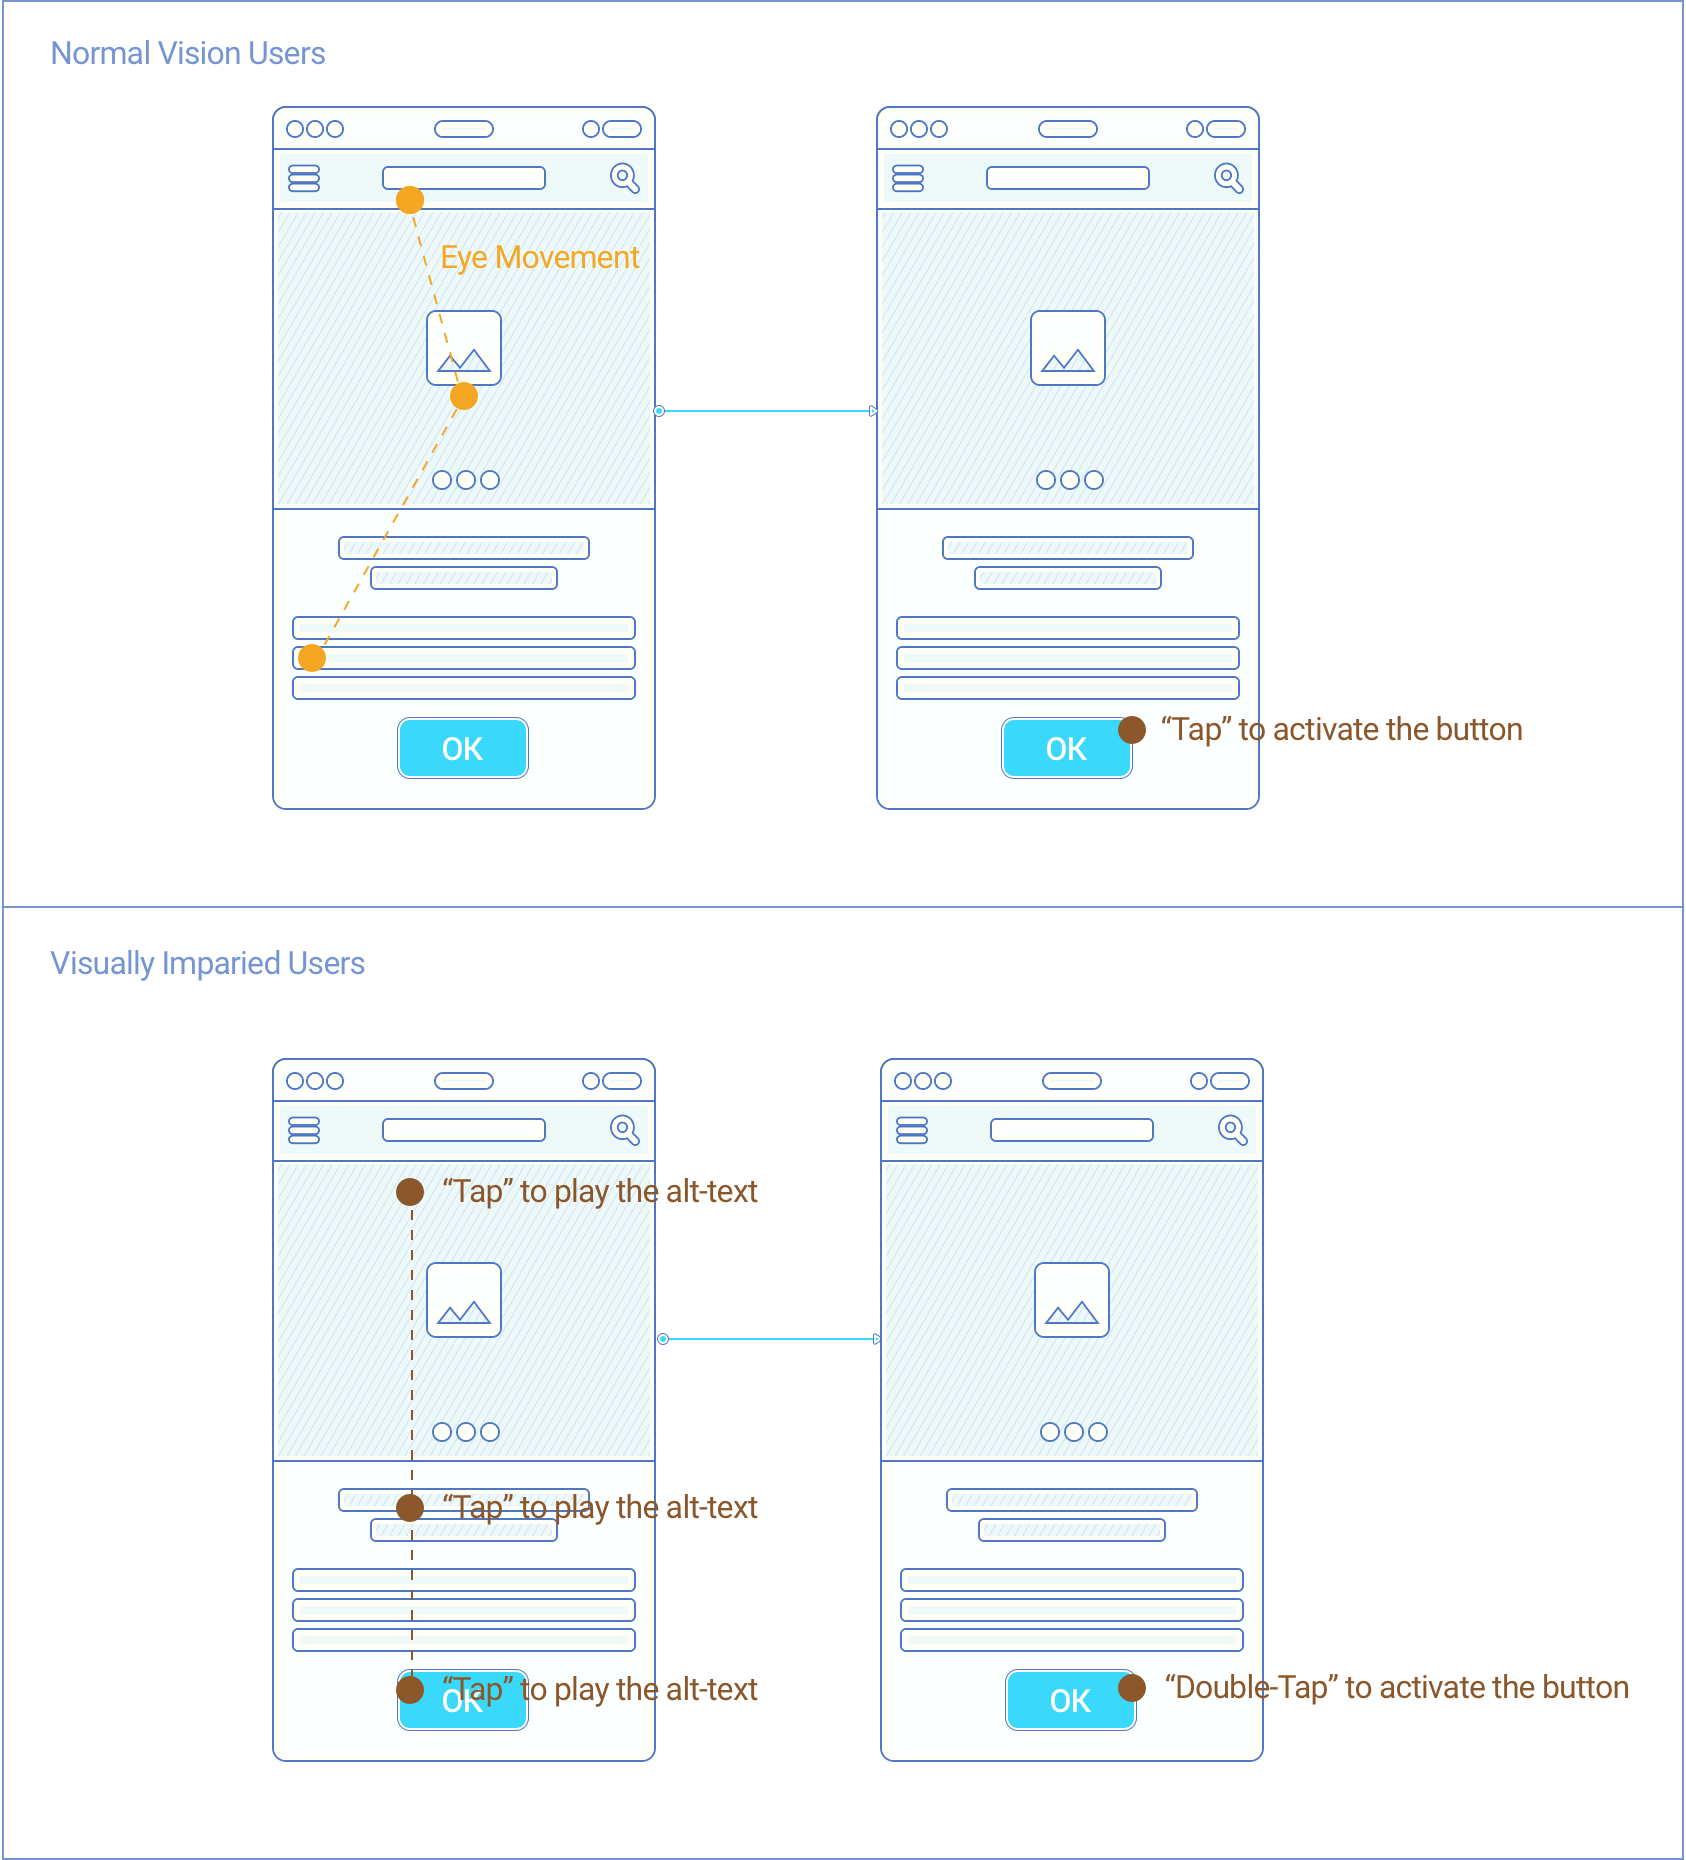 Normal Vision Users
Eye Movement
“Tap” to activate the button
OK
OK
Visually Imparied Users
“Tap” to play the alt-text
“Tap” to play the alt-text
“Tap” to play the alt-text
OK
“Double-Tap” to activate the button
OK